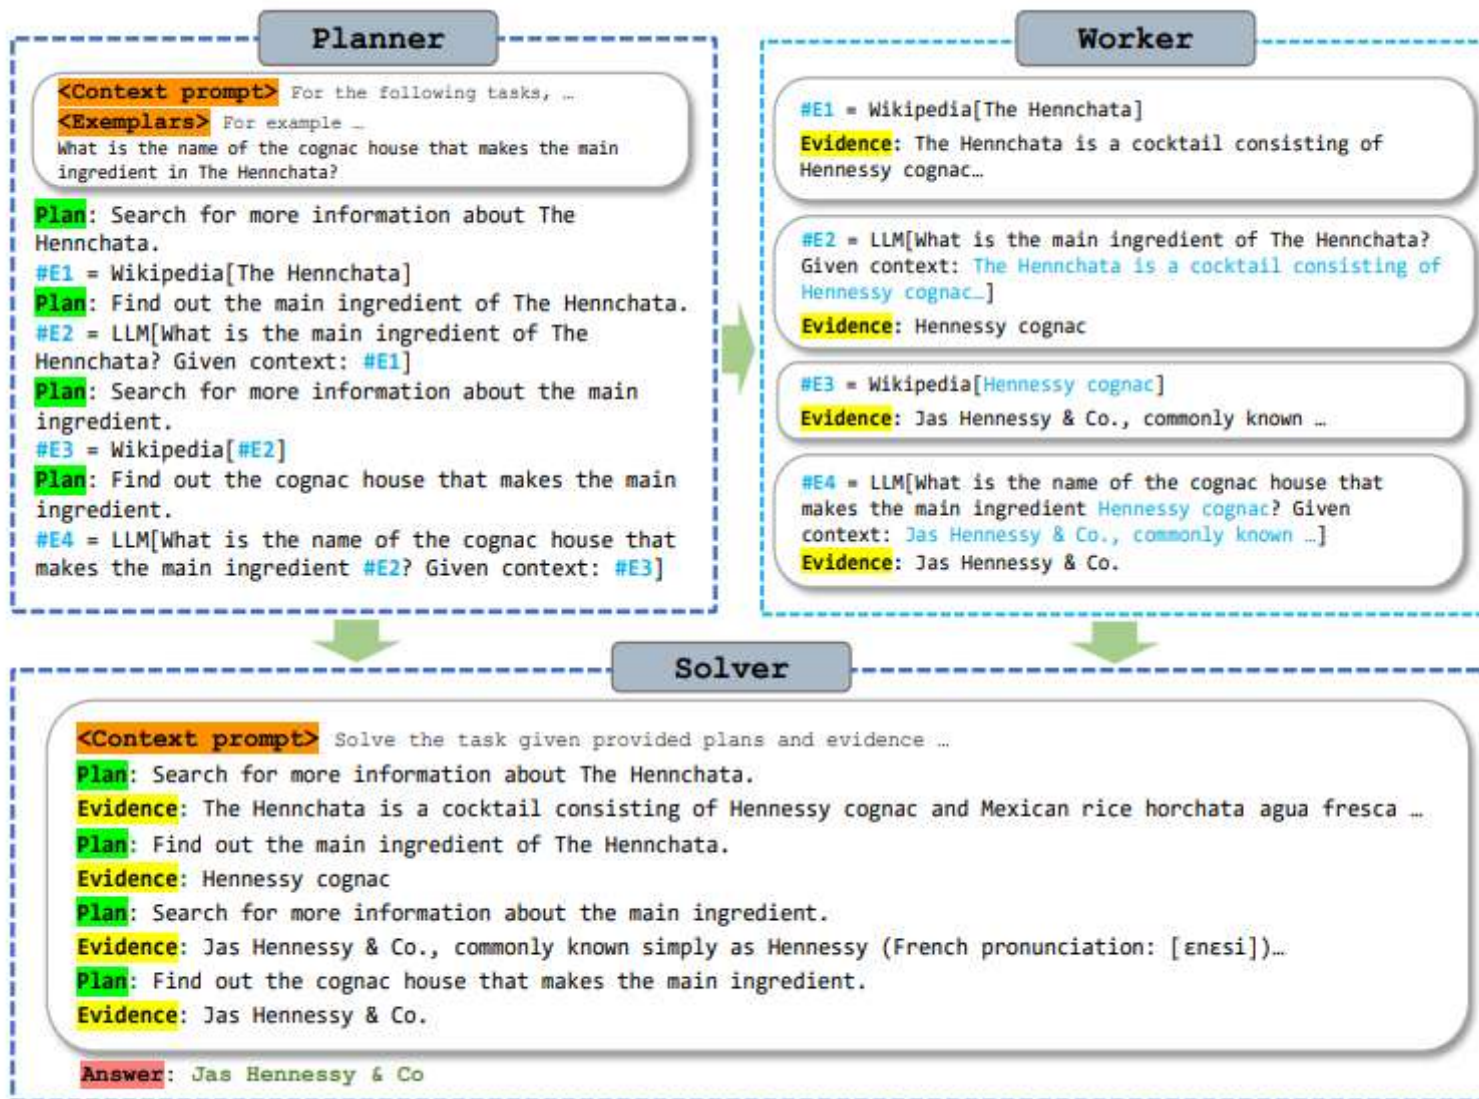 Planner
<Context prompt> For the following tasks, …
<Exemplars> For example …
What is the name of the cognac house that makes the main
ingredient in The Hennchata?
Plan: Search for more information about The
Hennchata.
#E1 = Wikipedia[The Hennchata]
Plan: Find out the main ingredient of The Hennchata.
#E2 = LLM[What is the main ingredient of The
Hennchata? Given context: #E1]
Plan: Search for more information about the main
ingredient.
#E3 = Wikipedia[#E2]
Plan: Find out the cognac house that makes the main
ingredient.
#E4 = LLM[What is the name of the cognac house that
makes the main ingredient #E2? Given context: #E3]
Worker
#E1 = Wikipedia[The Hennchata]
Evidence: The Hennchata is a cocktail consisting of
Hennessy cognac…
#E2 = LLM[What is the main ingredient of The Hennchata?
Given context: The Hennchata is a cocktail consisting of
Hennessy cognac…]
Evidence: Hennessy cognac
#E3 = Wikipedia[Hennessy cognac]
Evidence: Jas Hennessy & Co., commonly known …
#E4 = LLM[What is the name of the cognac house that
makes the main ingredient Hennessy cognac? Given
context: Jas Hennessy & Co., commonly known …]
Evidence: Jas Hennessy & Co.
Solver
<Context prompt> Solve the task given provided plans and evidence …
Plan: Search for more information about The Hennchata.
Evidence: The Hennchata is a cocktail consisting of Hennessy cognac and Mexican rice horchata agua fresca …
Plan: Find out the main ingredient of The Hennchata.
Evidence: Hennessy cognac
Plan: Search for more information about the main ingredient.
Evidence: Jas Hennessy & Co., commonly known simply as Hennessy (French pronunciation: [ɛnɛsi])…
Plan: Find out the cognac house that makes the main ingredient.
Evidence: Jas Hennessy & Co.
Answer: Jas Hennessy & Co